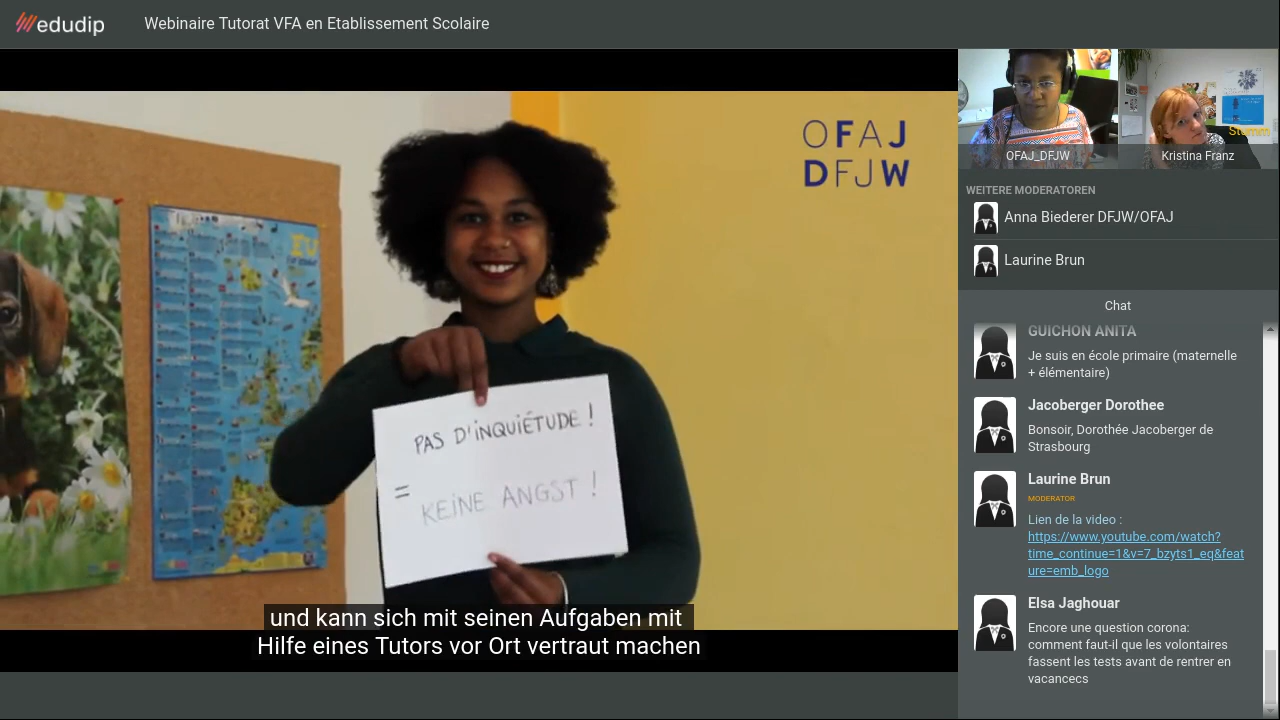 edudip
Webinaire Tutorat VFA en Etablissement Scolaire
OFAJ
DFJW
EU
PAS D'INQUIÉTUDE !
= KEINE ANGST !
und kann sich mit seinen Aufgaben mit
Hilfe eines Tutors vor Ort vertraut machen
Stumm
OFAJ_DFJW
Kristina Franz
WEITERE MODERATOREN
Anna Biederer DFJW/OFAJ
Laurine Brun
Chat
GUICHON ANITA
Je suis en école primaire (maternelle
+ élémentaire)
Jacoberger Dorothee
Bonsoir, Dorothée Jacoberger de
Strasbourg
Laurine Brun
MODERATOR
Lien de la video :
https://www.youtube.com/watch?
time_continue=1&v=7_bzyts1_eq&feat
ure=emb_logo
Elsa Jaghouar
Encore une question corona:
comment faut-il que les volontaires
fassent les tests avant de rentrer en
vacancecs